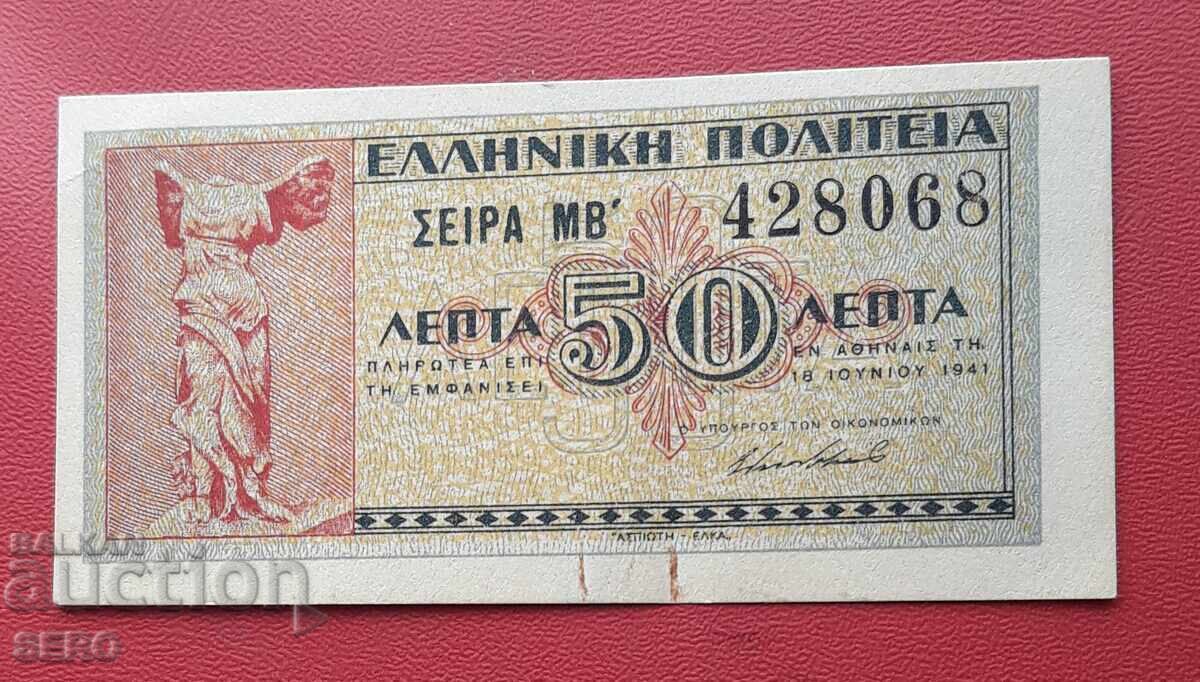 ΕΛΛΗΝΙΚΗ ΠΟΛΙΤΕΙΑ
ΣΕΙΡΑ ΜΒ΄ 428068
ΛΕΠΤΑ 50 ΛΕΠΤΑ
ΠΛΗΡΩΤΕΑ ΕΠΙ
ΤΗ ΕΜΦΑΝΙΣΕΙ
ΕΝ ΑΘΗΝΑΙΣ ΤΗ
18 ΙΟΥΝΙΟΥ 1941
Ο ΥΠΟΥΡΓΟΣ ΤΩΝ ΟΙΚΟΝΟΜΙΚΩΝ
"ΑΣΠΙΩΤΗ - ΕΛΚΑ„
BALKAN
auction
SERO